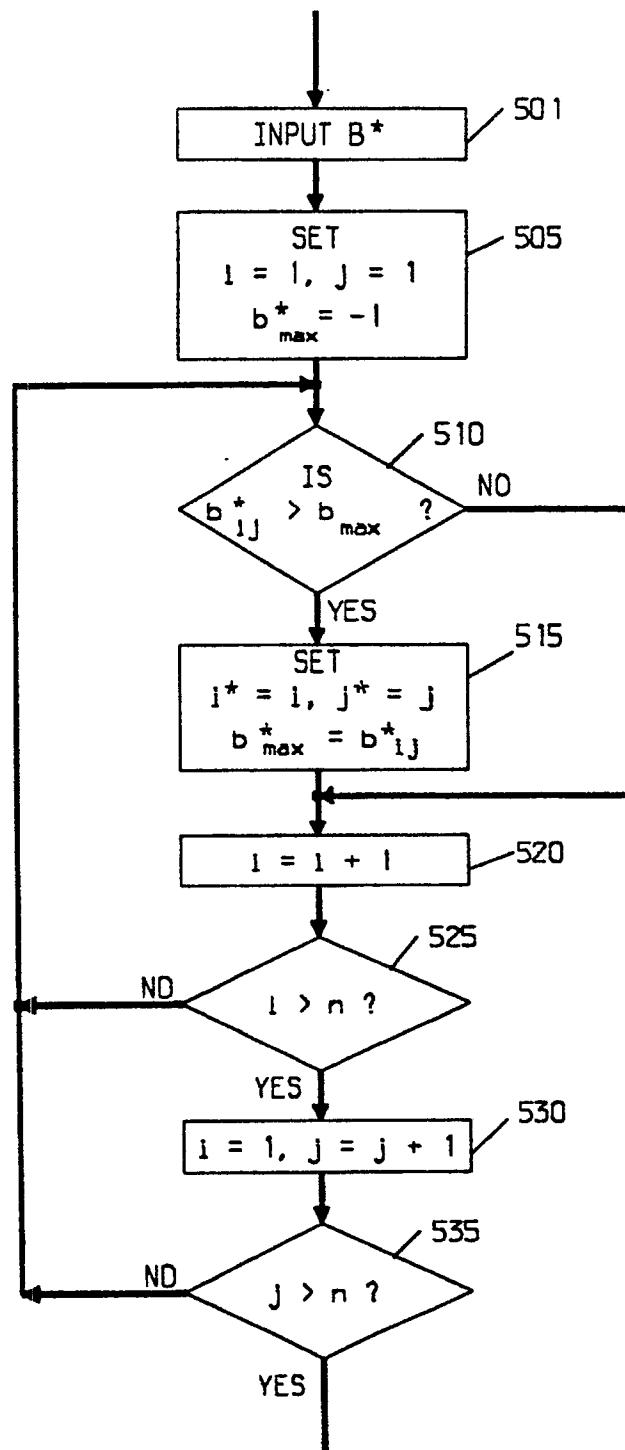 INPUT B*
501
SET
i = 1, j = 1
b*max = -1
505
510
IS
b*ij > bmax ?
NO
YES
515
SET
i* = i, j* = j
b*max = b*ij
i = i + 1
520
525
i > n ?
NO
YES
530
i = 1, j = j + 1
535
j > n ?
NO
YES